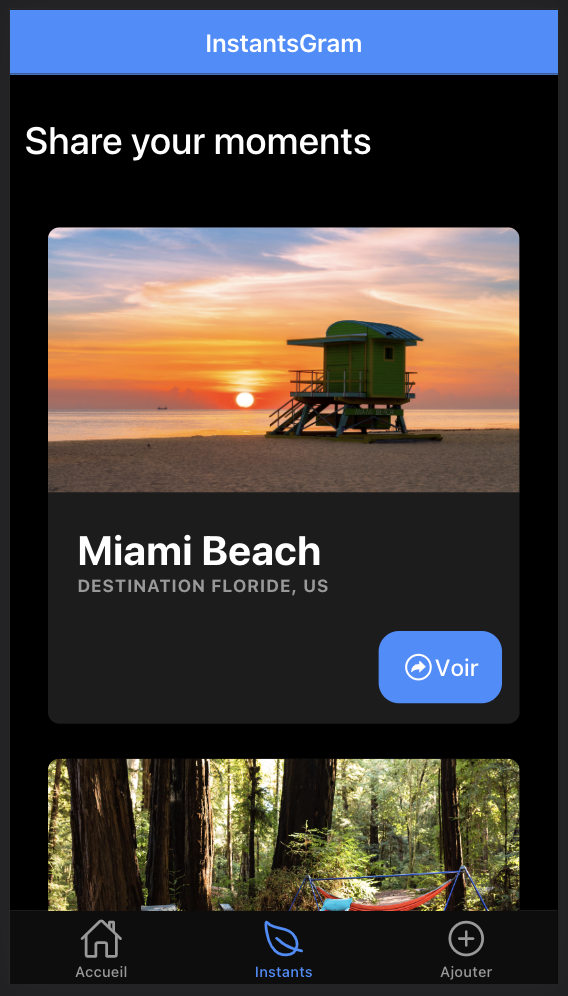 InstantsGram
Share your moments
Miami Beach
DESTINATION FLORIDE, US
Voir
Accueil
Instants
Ajouter